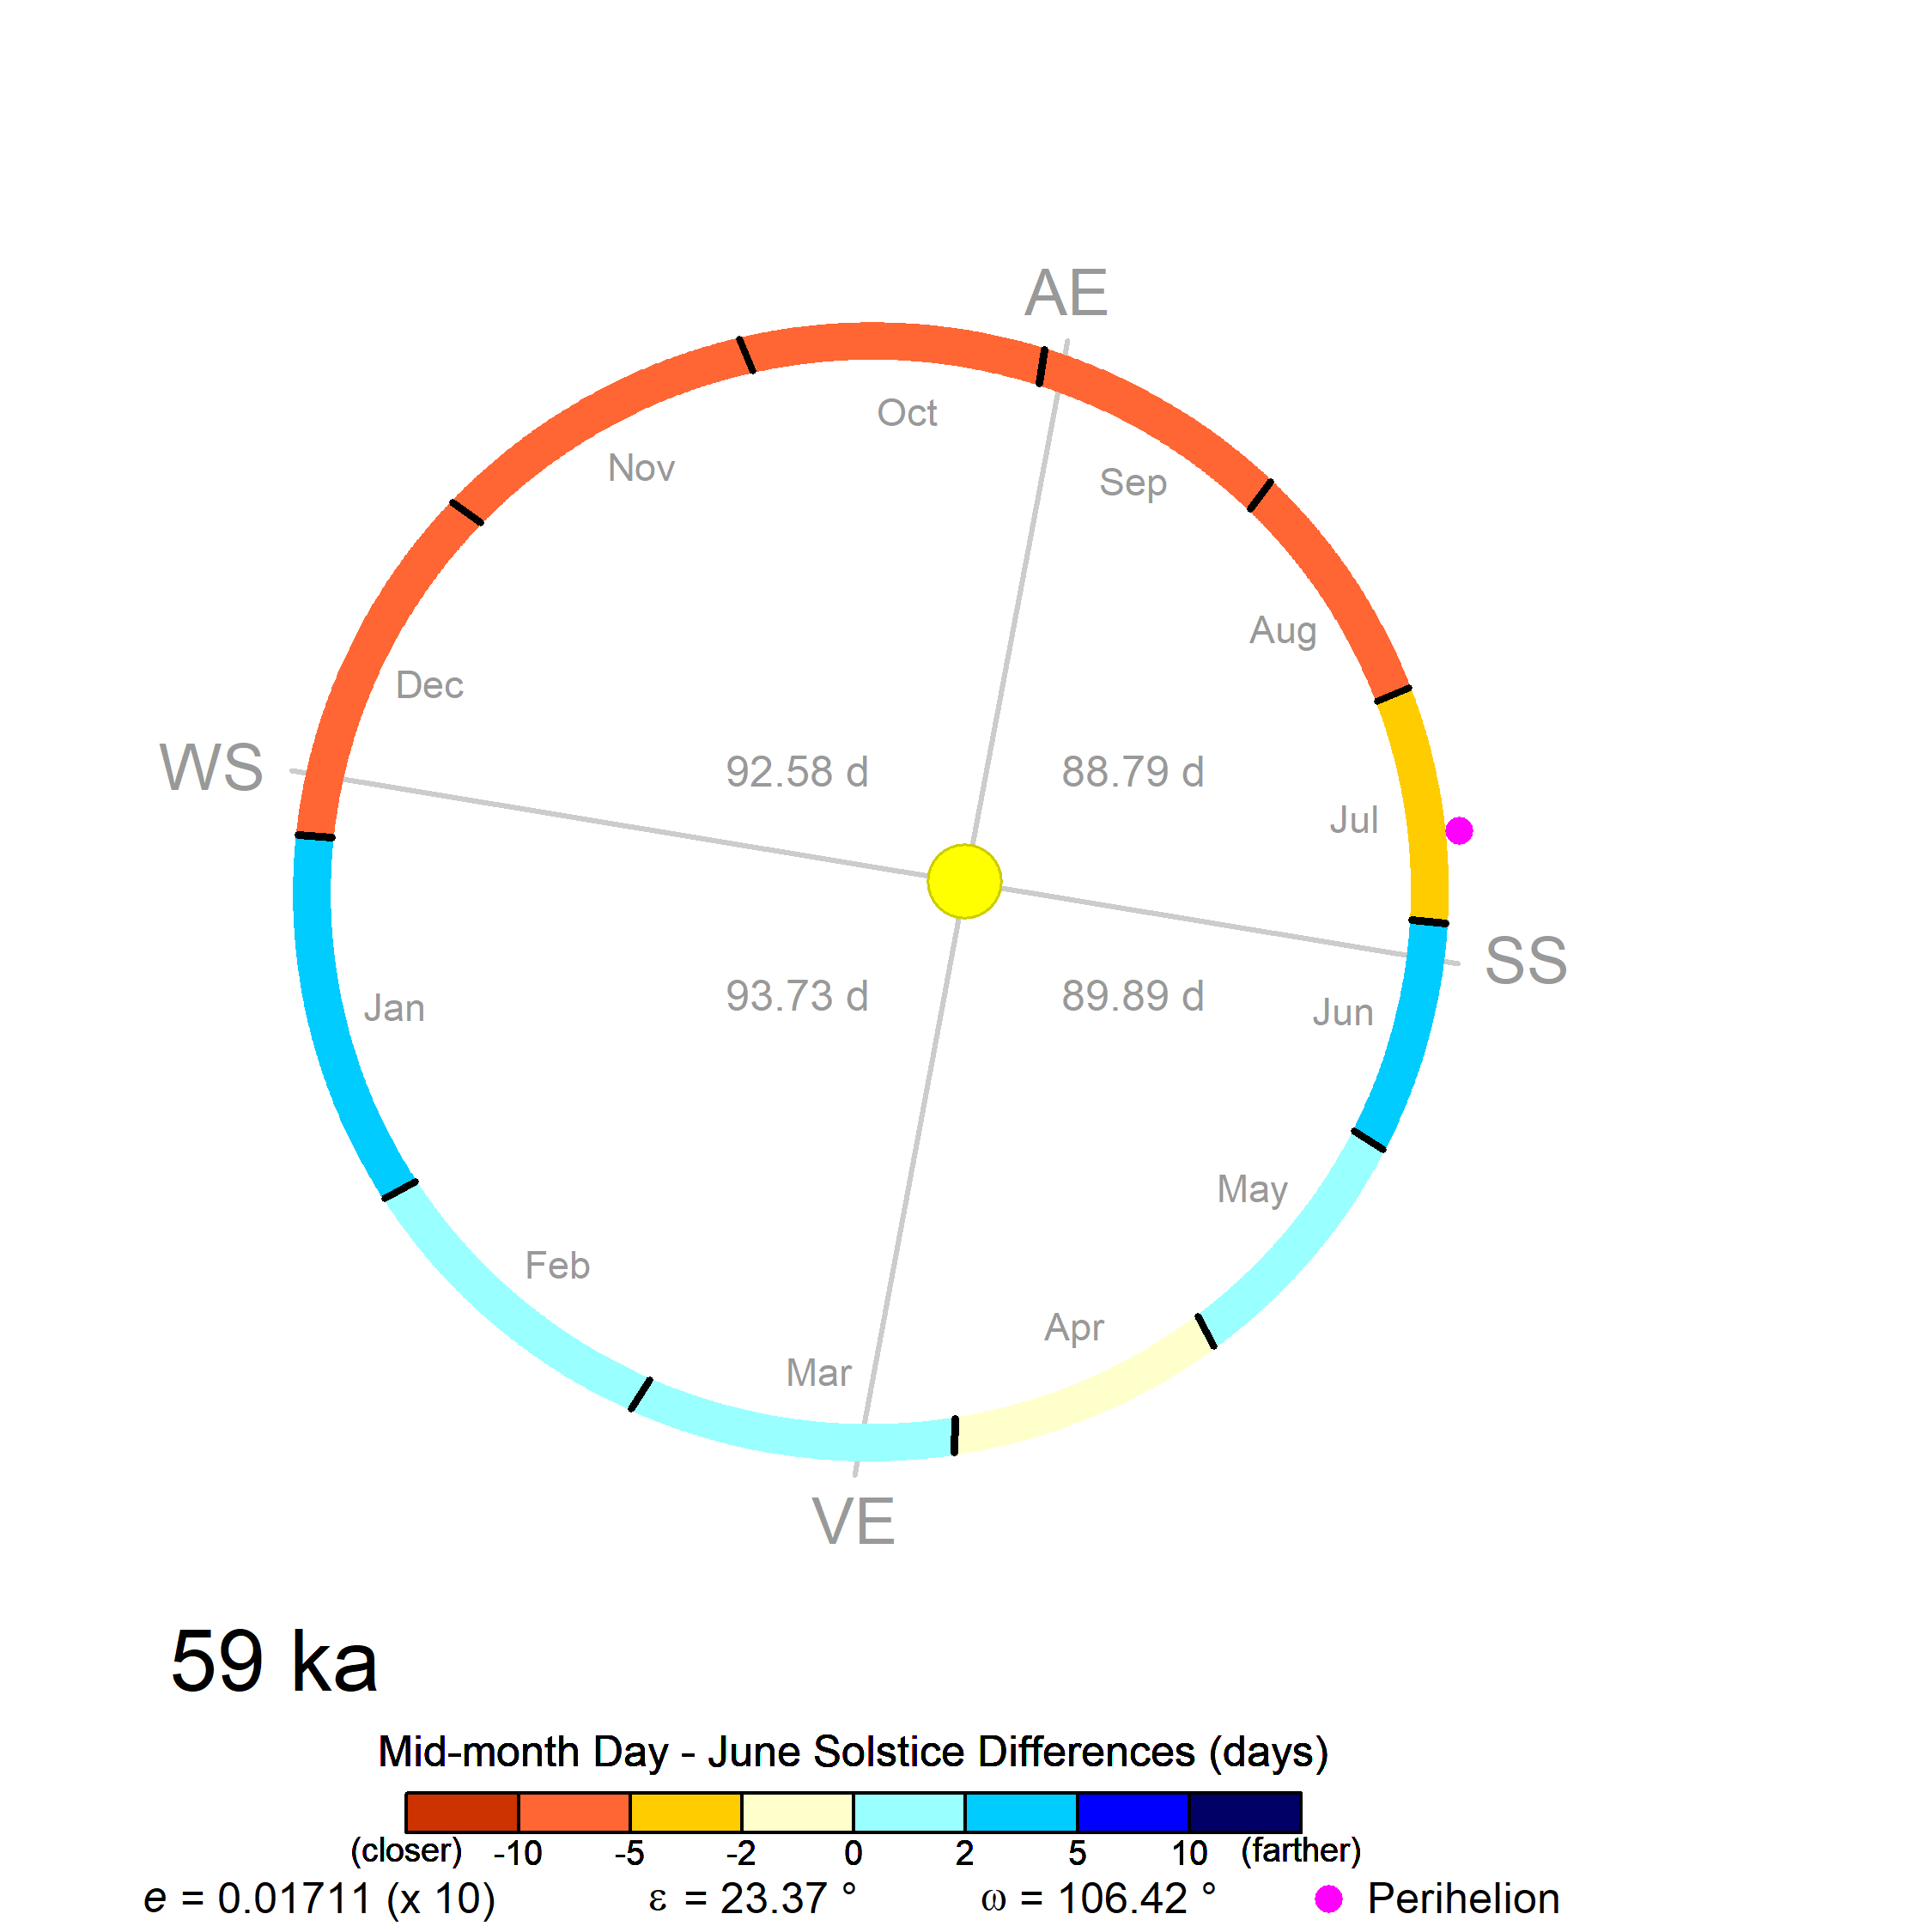 AE
Oct
Nov
Sep
Aug
Dec
WS
92.58 d
88.79 d
Jul
SS
93.73 d
89.89 d
Jan
Jun
May
Feb
Apr
Mar
VE
59 ka
Mid-month Day - June Solstice Differences (days)
(closer) -10 -5 -2 0 2 5 10 (farther)
e = 0.01711 (x 10) ε = 23.37 ° ω = 106.42 ° Perihelion